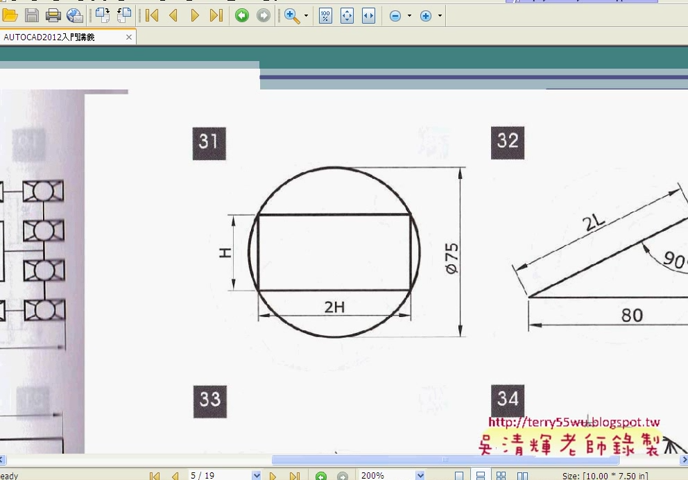 AUTOCAD2012入門講義
31
32
H
2H
Ø75
2L
90°
80
33
34
http://terry55wu.blogspot.tw
吳清輝老師錄製
eady
5 / 19
200%
Size: [10.00 * 7.50 in]